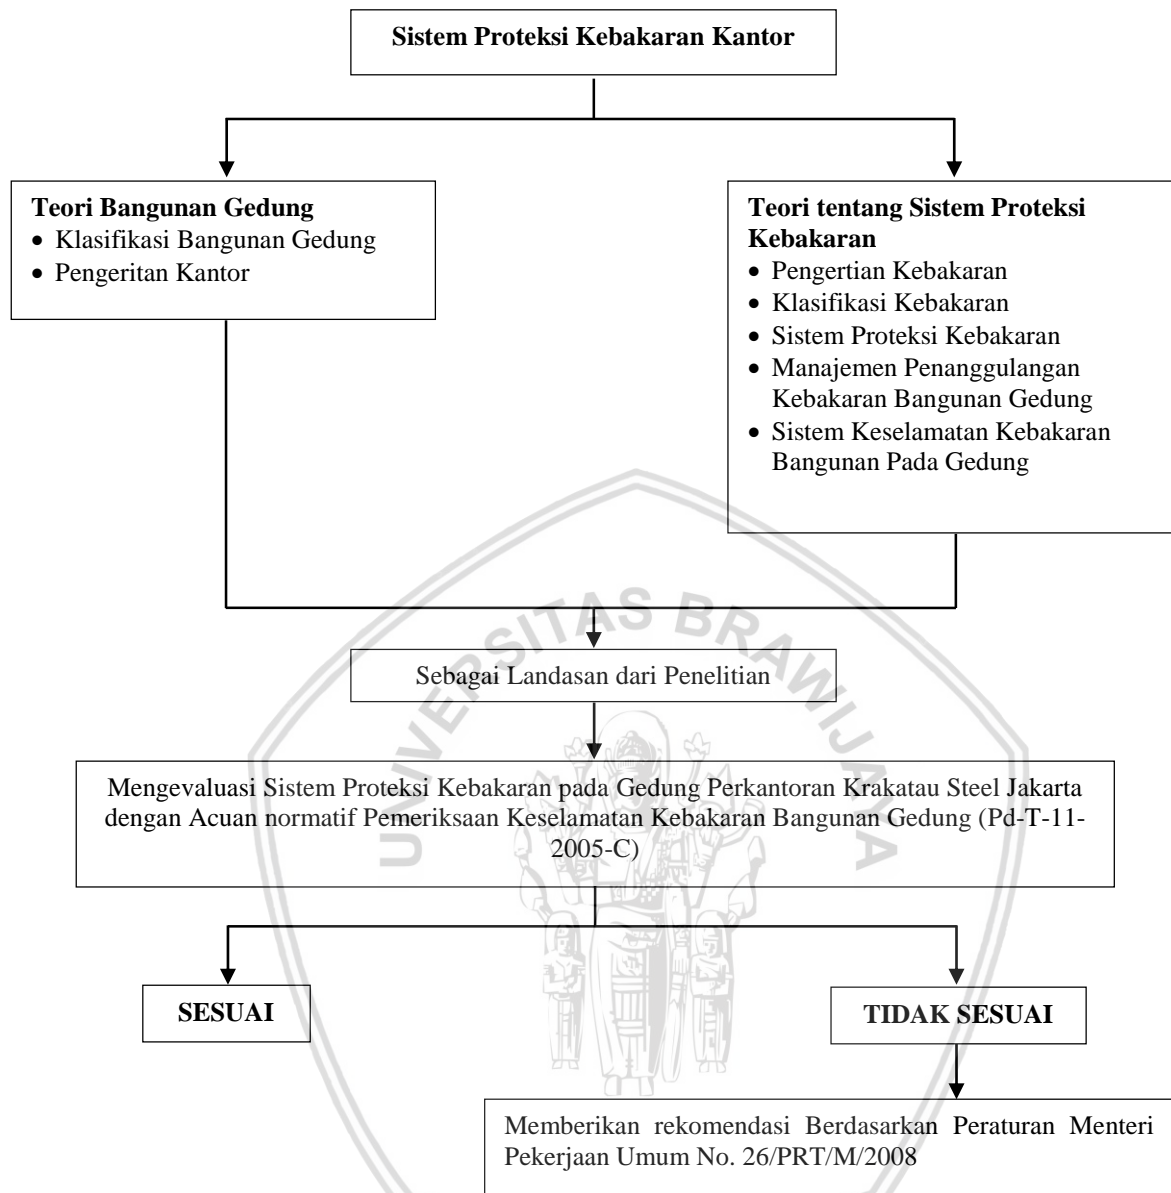 Sistem Proteksi Kebakaran Kantor
Teori Bangunan Gedung
• Klasifikasi Bangunan Gedung
• Pengeritan Kantor
Teori tentang Sistem Proteksi
Kebakaran
• Pengertian Kebakaran
• Klasifikasi Kebakaran
• Sistem Proteksi Kebakaran
• Manajemen Penanggulangan
Kebakaran Bangunan Gedung
• Sistem Keselamatan Kebakaran
Bangunan Pada Gedung
UNIVERSITAS BRAWIJAYA
Sebagai Landasan dari Penelitian
Mengevaluasi Sistem Proteksi Kebakaran pada Gedung Perkantoran Krakatau Steel Jakarta
dengan Acuan normatif Pemeriksaan Keselamatan Kebakaran Bangunan Gedung (Pd-T-11-
2005-C)
SESUAI
TIDAK SESUAI
Memberikan rekomendasi Berdasarkan Peraturan Menteri
Pekerjaan Umum No. 26/PRT/M/2008